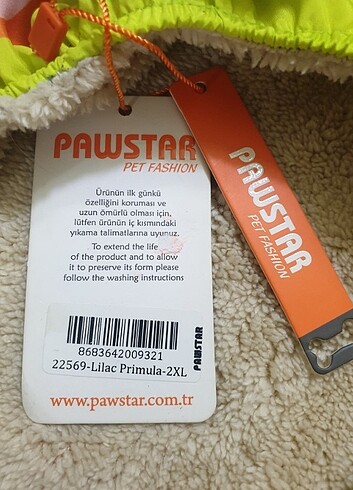 PAWSTAR
PET FASHION
Ürünün ilk günkü
özelliğini koruması ve
uzun ömürlü olması için,
lütfen ürünün iç kısmındaki
yıkama talimatlarına uyunuz.
To extend the life
of the product and to allow
it to preserve its form please
follow the washing instructions
8683642009321
22569-Lilac Primula-2XL
PAWSTAR
www.pawstar.com.tr
PAWSTAR
PET FASHION